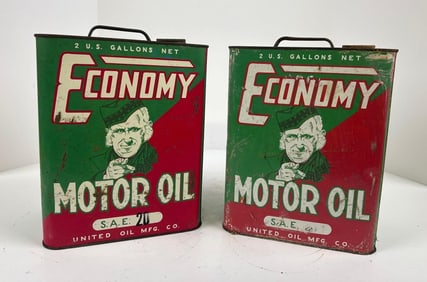 2 U.S. GALLONS NET
ECONOMY
MOTOR OIL
S.A.E. 20
UNITED OIL MFG. CO.
2 U.S. GALLONS NET
ECONOMY
MOTOR OIL
S.A.E.
UNITED OIL MFG. CO.